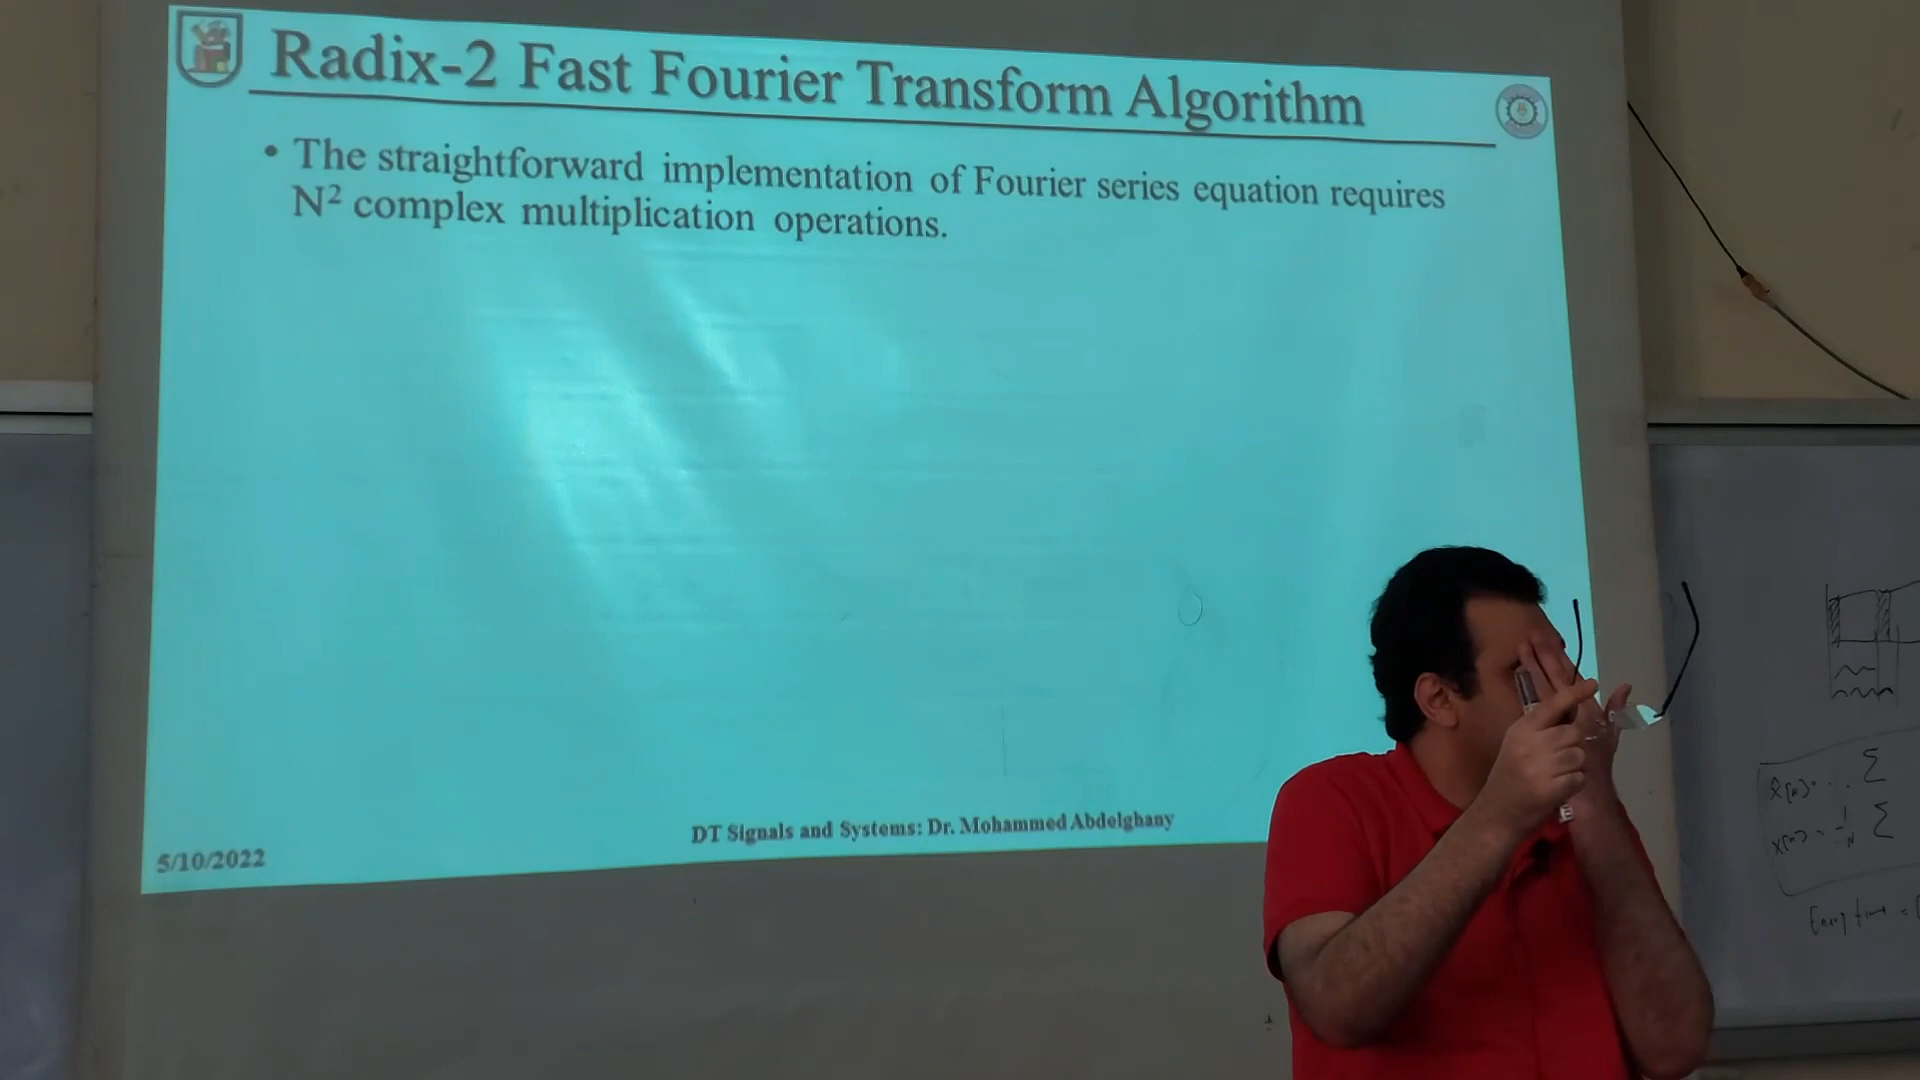 Radix-2 Fast Fourier Transform Algorithm
• The straightforward implementation of Fourier series equation requires
N² complex multiplication operations.
DT Signals and Systems: Dr. Mohammed Abdelghany
5/10/2022
Σ
Σ